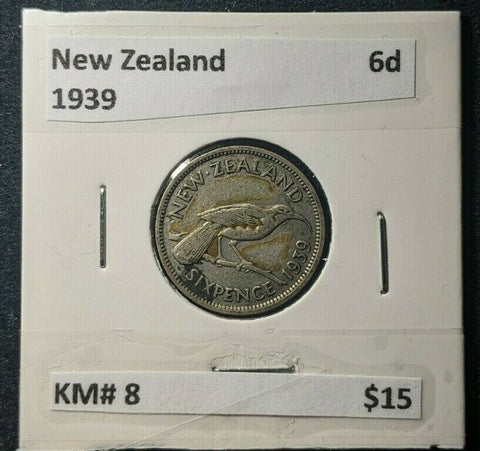 New Zealand 6d
1939
NEW·ZEALAND
SIXPENCE 1939
KM# 8 $15